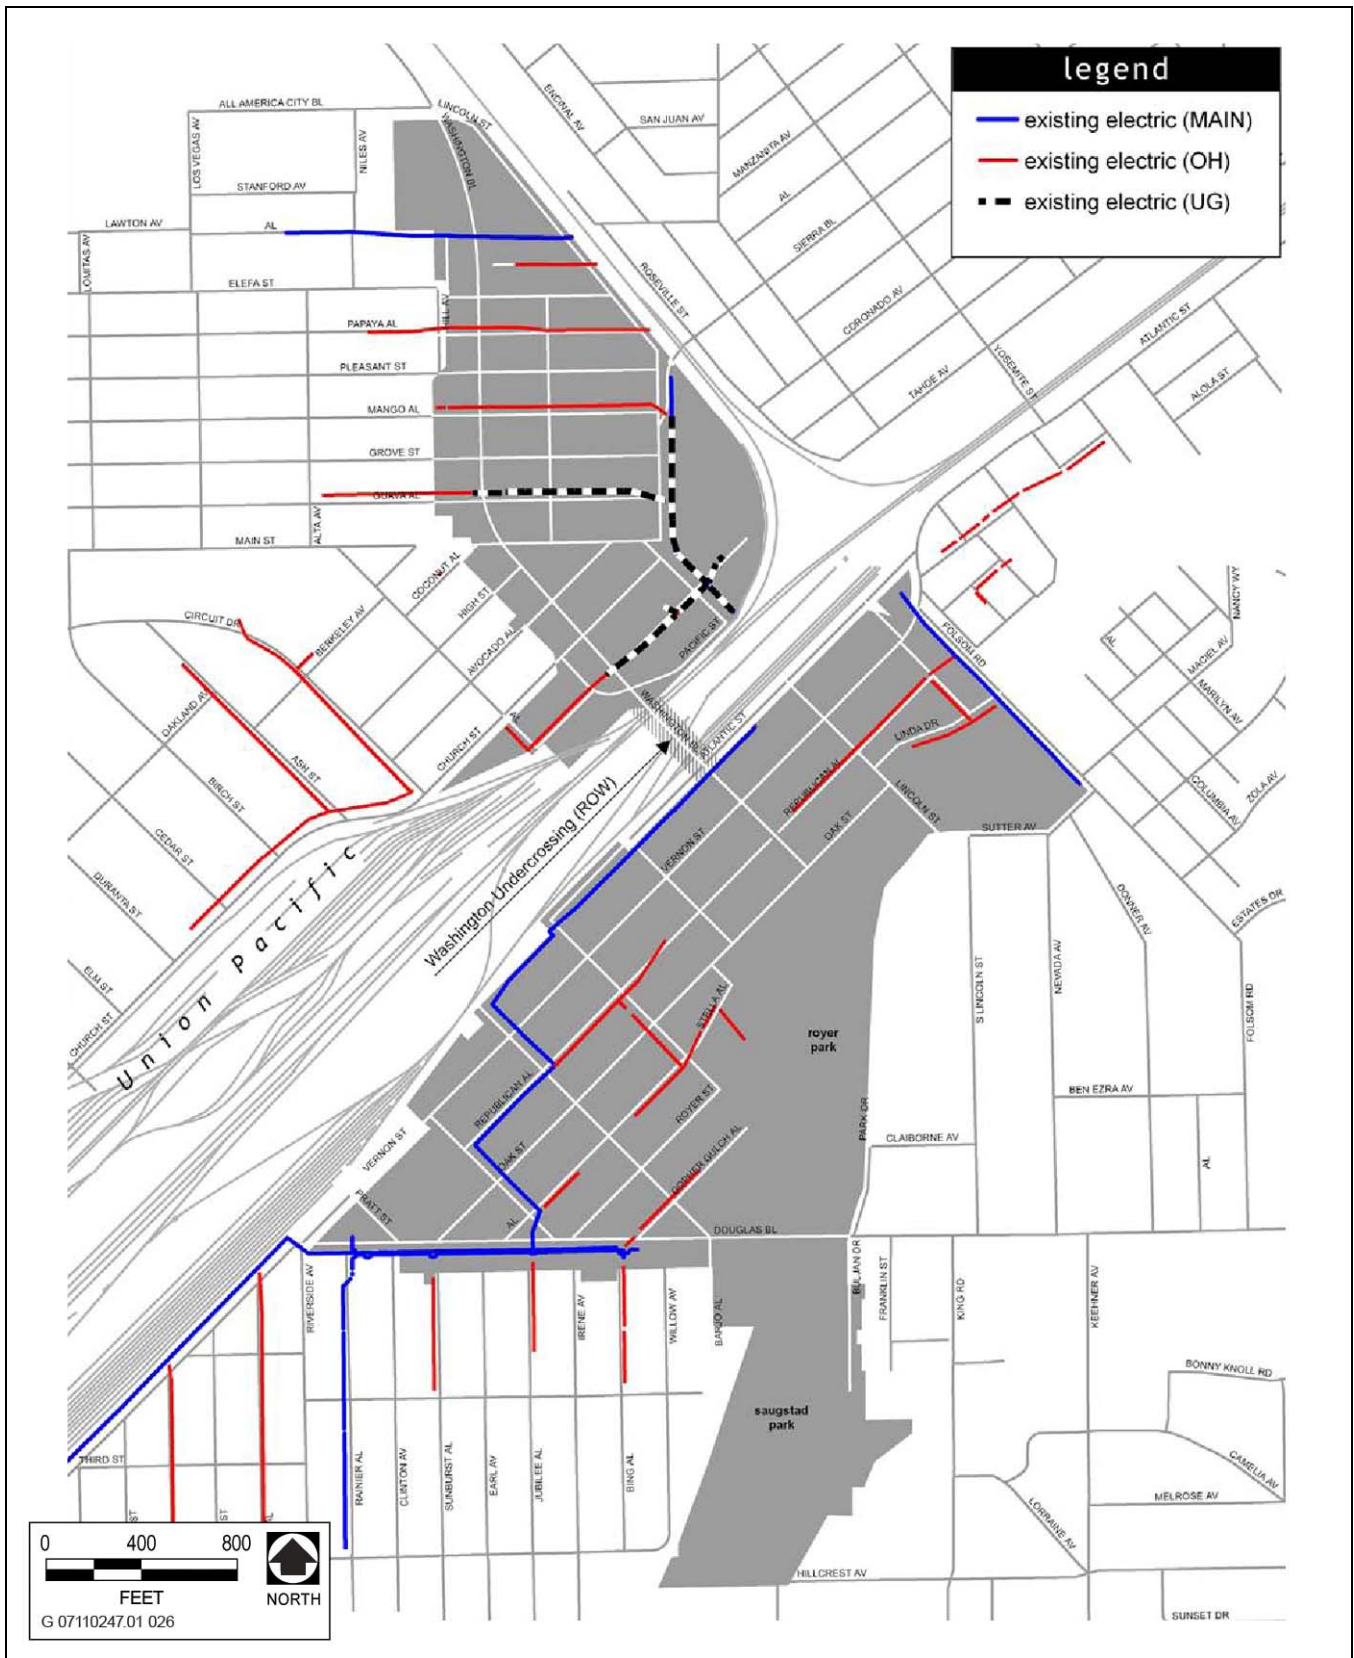 legend
existing electric (MAIN)
existing electric (OH)
existing electric (UG)
ALL AMERICA CITY BL
LINCOLN ST
WASHINGTON BL
ENCINAL AV
SAN JUAN AV
MANZANITA AV
AL
SIERRA BL
LOS VEGAS AV
NILES AV
STANFORD AV
LAWTON AV
AL
LOMITAS AV
ELEFA ST
ROSEVILLE ST
CORONADO AV
ATLANTIC ST
YOSEMITE ST
TAHOE AV
ALOLA ST
PAPAYA AL
HILL AV
PLEASANT ST
MANGO AL
GROVE ST
GUAVA AL
ALTA AV
MAIN ST
COCONUT AL
HIGH ST
AVOCADO AL
CIRCUIT DR
BERKELEY AV
OAKLAND AV
ASH ST
BIRCH ST
CEDAR ST
DURANTA ST
ELM ST
CHURCH ST
CHURCH ST
AL
PACIFIC ST
WASHINGTON BL
ATLANTIC ST
FOLSOM RD
NANCY WY
AL
MACIEL AV
MARILYN AV
COLUMBIA AV
ZOLA AV
LINDA DR
REPUBLICAN AL
LINCOLN ST
OAK ST
VERNON ST
SUTTER AV
DONNER AV
ESTATES DR
Union Pacific
Washington Undercrossing (ROW)
STELLA AL
royer
park
S LINCOLN ST
NEVADA AV
FOLSOM RD
REPUBLICAN AL
ROYER ST
BEN EZRA AV
PARK DR
CLAIBORNE AV
AL
VERNON ST
OAK ST
GOPHER GULCH AL
PRATT ST
AL
DOUGLAS BL
RIVERSIDE AV
IRENE AV
WILLOW AV
BANJO AL
BULJAN DR
FRANKLIN ST
KING RD
KEEHNER AV
BONNY KNOLL RD
saugstad
park
CAMELIA AV
THIRD ST
RAINIER AL
CLINTON AV
SUNBURST AL
EARL AV
JUBILEE AL
BING AL
MELROSE AV
LORRAINE AV
ST
ST
AL
HILLCREST AV
SUNSET DR
0 400 800
FEET
NORTH
G 07110247.01 026